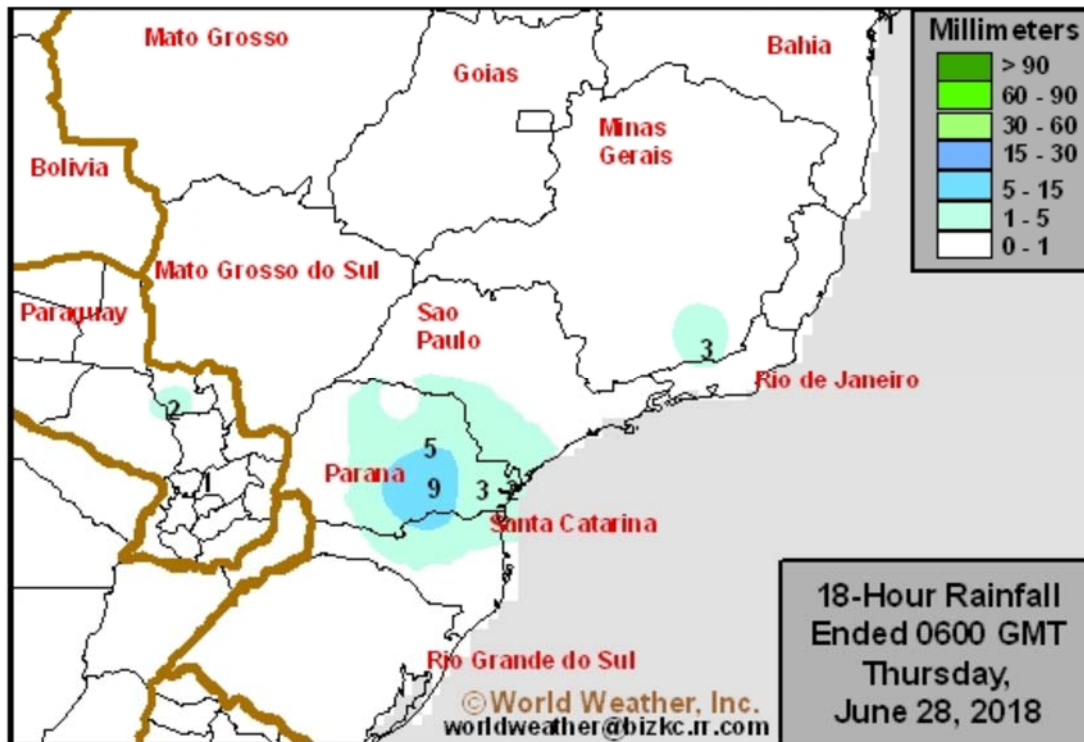 Mato Grosso
Goias
Bahia
Millimeters
> 90
60 - 90
30 - 60
15 - 30
5 - 15
1 - 5
0 - 1
Minas
Gerais
Bolivia
Mato Grosso do Sul
Paraguay
Sao
Paulo
3
Rio de Janeiro
2
5
Parana
9
3
2
1
Santa Catarina
Rio Grande do Sul
©World Weather, Inc.
worldweather@bizkc.rr.com
18-Hour Rainfall
Ended 0600 GMT
Thursday,
June 28, 2018